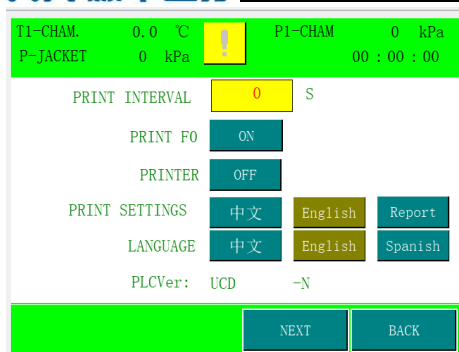 T1-CHAM. 0.0 ℃ ! P1-CHAM 0 kPa
P-JACKET 0 kPa 00 : 00 : 00
PRINT INTERVAL 0 S
PRINT F0 ON
PRINTER OFF
PRINT SETTINGS 中文 English Report
LANGUAGE 中文 English Spanish
PLCVer: UCD -N
NEXT BACK